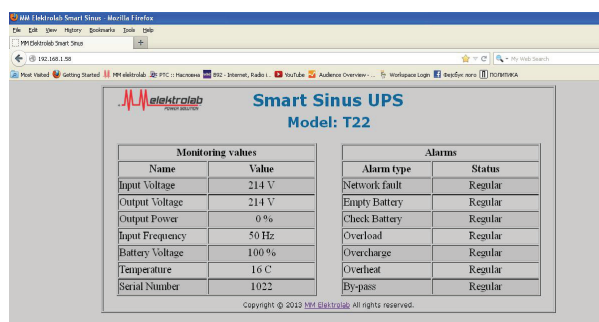 MM Elektrolab Smart Sinus - Mozilla Firefox
File Edit View History Bookmarks Tools Help
MM Elektrolab Smart Sinus +
192.168.1.58
My Web Search
Most Visited Getting Started MM elektrolab РТС :: Насловна B92 - Internet, Radio i... YouTube Audience Overview - ... Workspace Login Фејсбук лого ПОЛИТИКА
MM elektrolab
POWER SOLUTION
Smart Sinus UPS
Model: T22
Monitoring values Alarms
Name Value Alarm type Status
Input Voltage 214 V Network fault Regular
Output Voltage 214 V Empty Battery Regular
Output Power 0 % Check Battery Regular
Input Frequency 50 Hz Overload Regular
Battery Voltage 100 % Overcharge Regular
Temperature 16 C Overheat Regular
Serial Number 1022 By-pass Regular
Copyright © 2013 MM Elektrolab All rights reserved.